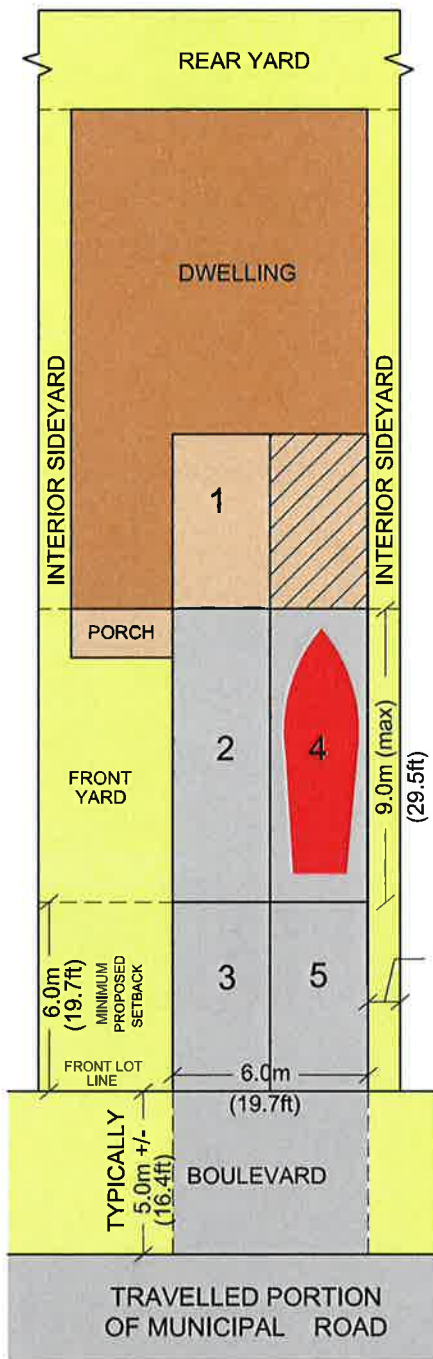 REAR YARD
DWELLING
INTERIOR SIDEYARD
INTERIOR SIDEYARD
1
PORCH
2
4
9.0m (max)
(29.5ft)
FRONT
YARD
6.0m
(19.7ft)
MINIMUM
PROPOSED
SETBACK
3
5
FRONT LOT
LINE
6.0m
(19.7ft)
TYPICALLY
5.0m +/-
(16.4ft)
BOULEVARD
TRAVELLED PORTION
OF MUNICIPAL ROAD